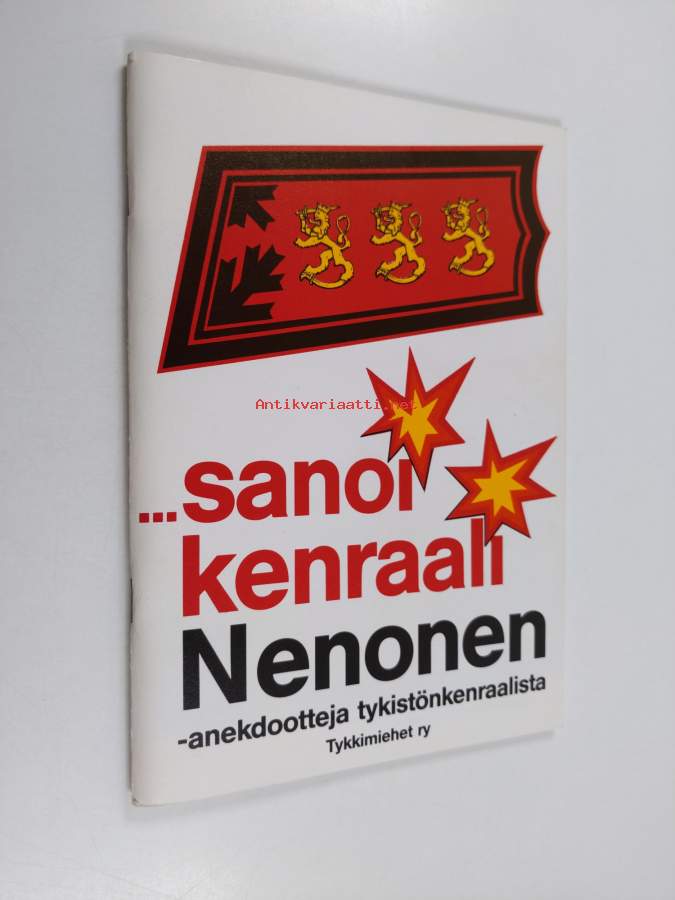 Antikvariaatti.net
...sanoi
kenraali
Nenonen
-anekdootteja tykistönkenraalista
Tykkimiehet ry